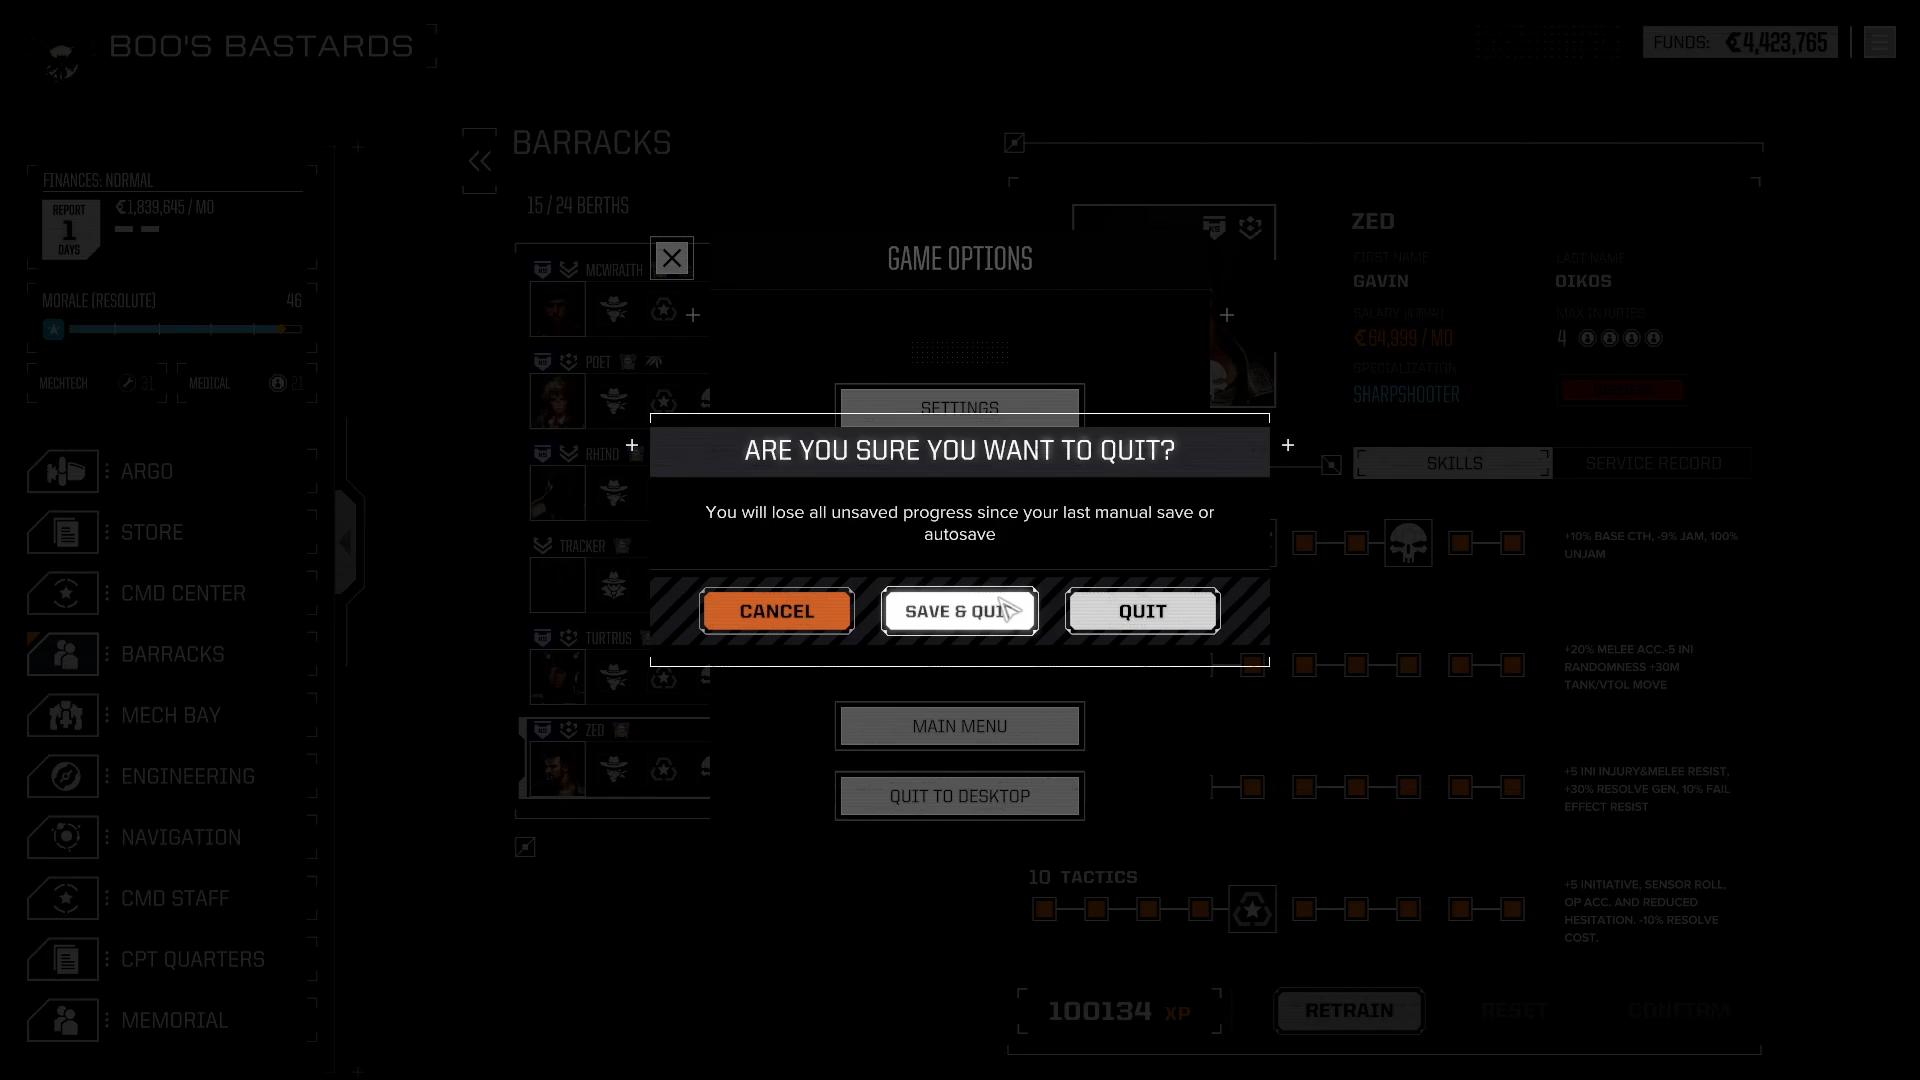 BOO'S BASTARDS
FUNDS: €4,423,765
BARRACKS
15 / 24 BERTHS
FINANCES: NORMAL
REPORT
1
DAYS
€1,839,645 / MO
MORALE (RESOLUTE) 46
MECHTECH 31
MEDICAL 21
ARGO
STORE
CMD CENTER
BARRACKS
MECH BAY
ENGINEERING
NAVIGATION
CMD STAFF
CPT QUARTERS
MEMORIAL
MCWRAITH
POET
RHINO
TRACKER
TURTRUS
ZED
GAME OPTIONS
SETTINGS
ARE YOU SURE YOU WANT TO QUIT?
You will lose all unsaved progress since your last manual save or
autosave
CANCEL
SAVE & QUIT
QUIT
MAIN MENU
QUIT TO DESKTOP
ZED
FIRST NAME
GAVIN
LAST NAME
OIKOS
€64,999 / MO
MAX INJURIES
4
SPECIALIZATION
SHARPSHOOTER
SKILLS
SERVICE RECORD
+10% BASE CTH, -9% JAM, 100%
UNJAM
+20% MELEE ACC.-5 INI
RANDOMNESS +30M
TANK/VTOL MOVE
+5 INI INJURY&MELEE RESIST,
+30% RESOLVE GEN, 10% FAIL
EFFECT RESIST
10 TACTICS
+5 INITIATIVE, SENSOR ROLL,
OP ACC. AND REDUCED
HESITATION. -10% RESOLVE
COST.
100134 XP
RETRAIN
RESET
CONFIRM